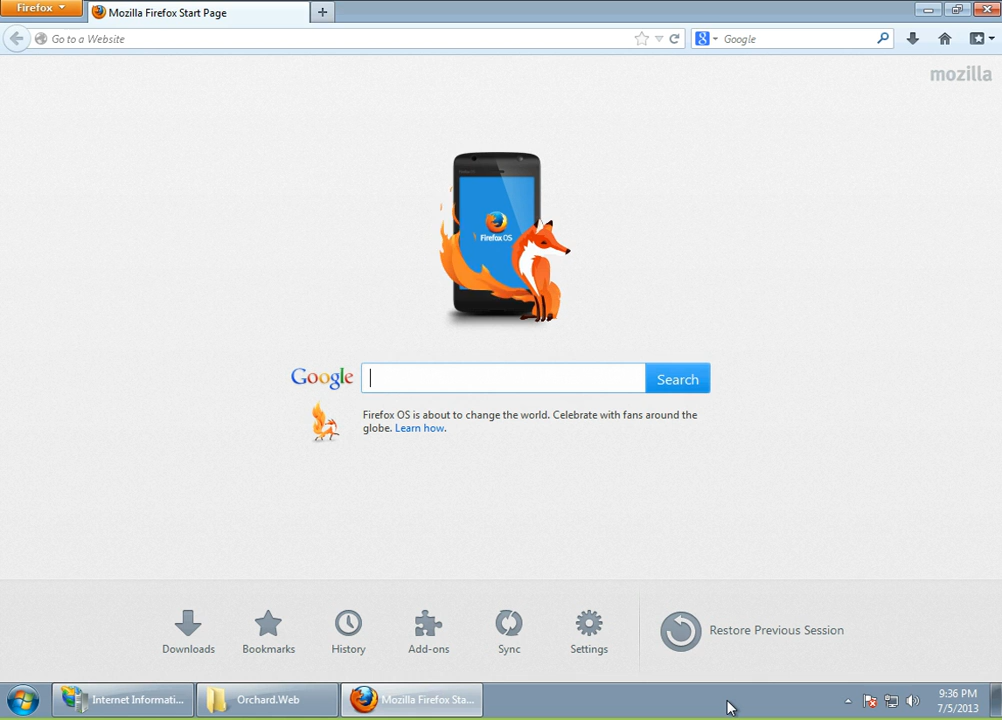 Firefox
Mozilla Firefox Start Page
Go to a Website
Google
mozilla
Firefox OS
Google
Search
Firefox OS is about to change the world. Celebrate with fans around the
globe. Learn how.
Downloads
Bookmarks
History
Add-ons
Sync
Settings
Restore Previous Session
Internet Informati...
Orchard.Web
Mozilla Firefox Sta...
9:36 PM
7/5/2013